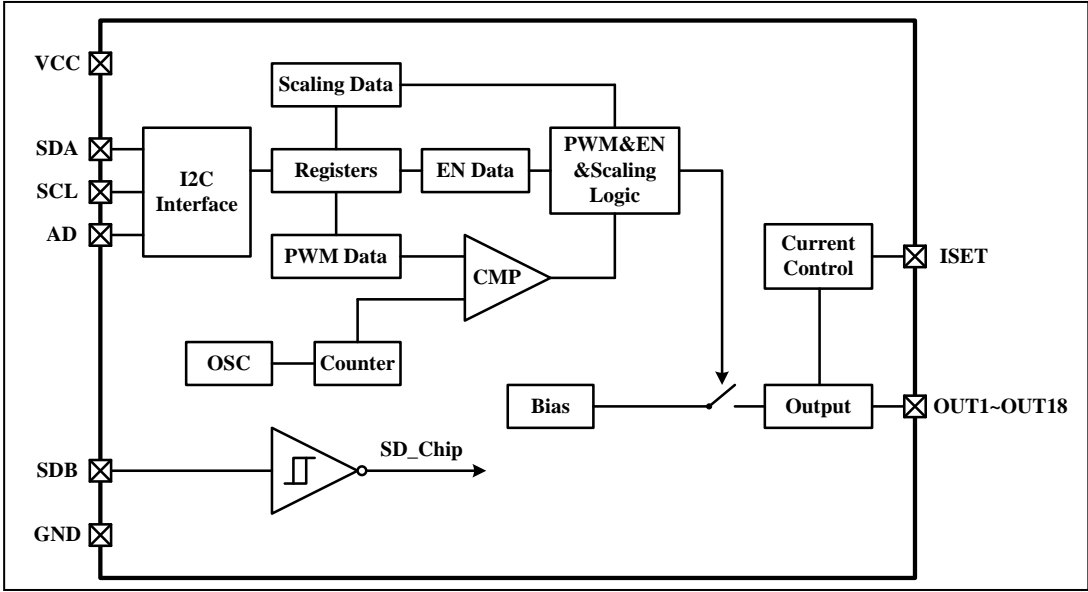 VCC
SDA
SCL
AD
I2C
Interface
Scaling Data
Registers
EN Data
PWM&EN
&Scaling
Logic
PWM Data
CMP
OSC
Counter
Current
Control
ISET
Bias
Output
OUT1~OUT18
SDB
SD_Chip
GND